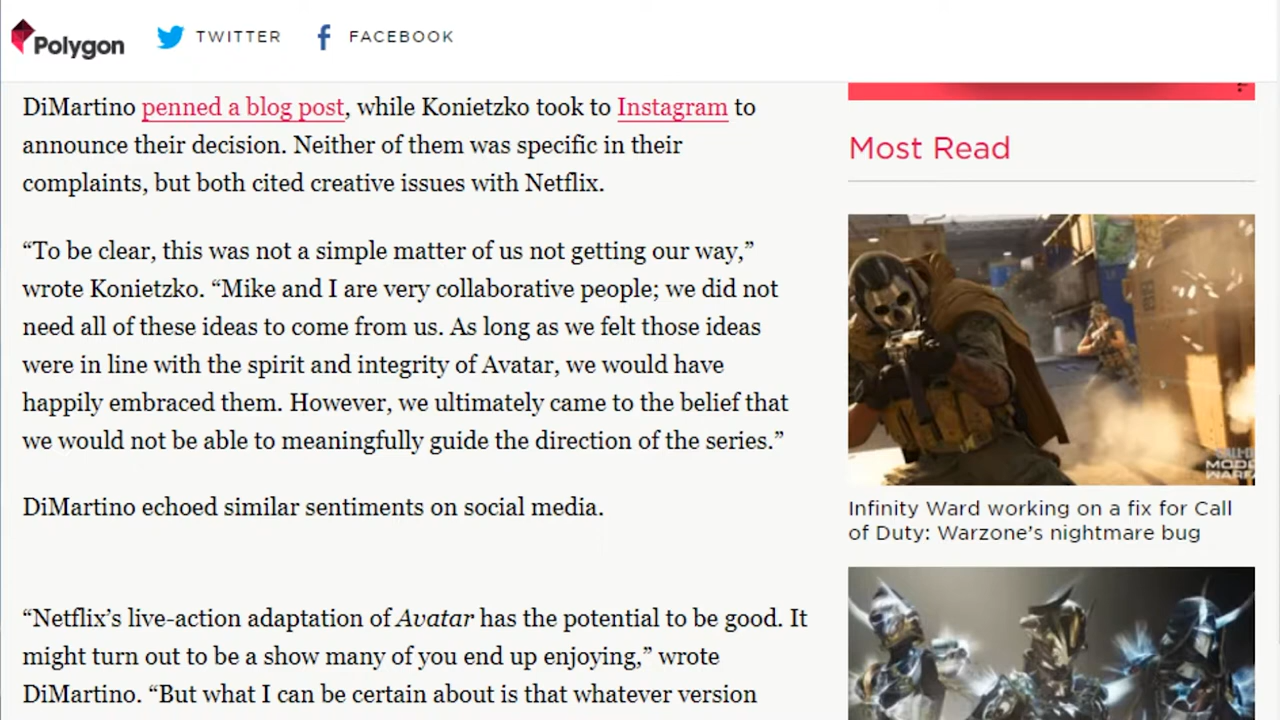 Polygon TWITTER FACEBOOK
DiMartino penned a blog post, while Konietzko took to Instagram to
announce their decision. Neither of them was specific in their
complaints, but both cited creative issues with Netflix.
“To be clear, this was not a simple matter of us not getting our way,”
wrote Konietzko. “Mike and I are very collaborative people; we did not
need all of these ideas to come from us. As long as we felt those ideas
were in line with the spirit and integrity of Avatar, we would have
happily embraced them. However, we ultimately came to the belief that
we would not be able to meaningfully guide the direction of the series.”
DiMartino echoed similar sentiments on social media.
“Netflix’s live-action adaptation of Avatar has the potential to be good. It
might turn out to be a show many of you end up enjoying,” wrote
DiMartino. “But what I can be certain about is that whatever version
Most Read
Infinity Ward working on a fix for Call
of Duty: Warzone’s nightmare bug